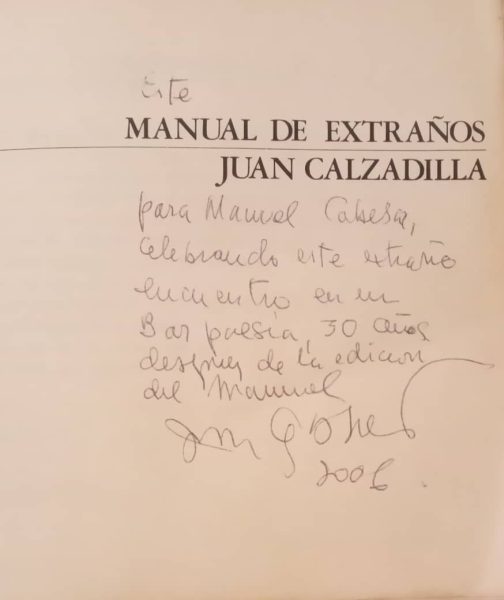 Este
MANUAL DE EXTRAÑOS
JUAN CALZADILLA
para Manuel Cabesa,
celebrando este extraño
encuentro en un
Bar poesía, 30 años
después de la edición
del Manual
2006.